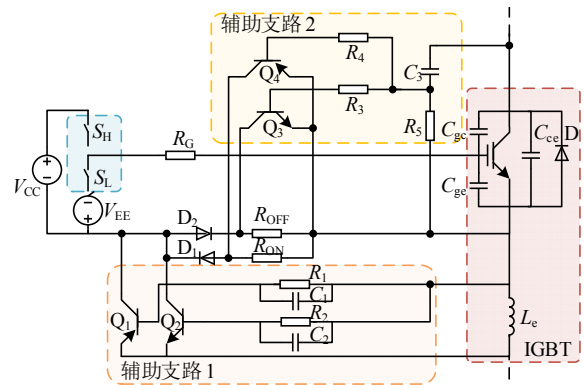 辅助支路 2
R4
C3
Q4
R3
Q3
SH
RG
R5
Cgc
Cce
D
VCC
SL
Cge
VEE
D2
ROFF
D1
RON
R1
C1
Q1
Q2
R2
C2
Le
辅助支路 1
IGBT